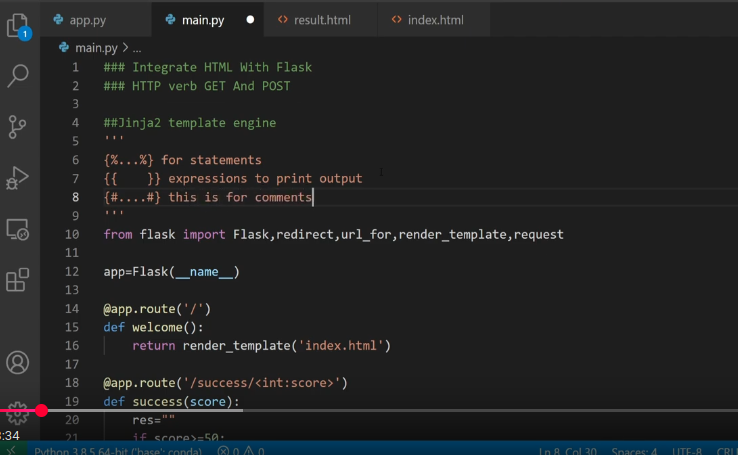 app.py main.py result.html index.html
main.py > ...
1 ### Integrate HTML With Flask
2 ### HTTP verb GET And POST
3
4 ##Jinja2 template engine
5 '''
6 {%...%} for statements
7 {{    }} expressions to print output
8 {#....#} this is for comments
9 '''
10 from flask import Flask,redirect,url_for,render_template,request
11
12 app=Flask(__name__)
13
14 @app.route('/')
15 def welcome():
16     return render_template('index.html')
17
18 @app.route('/success/<int:score>')
19 def success(score):
20     res=""
21     if score>=50:
1
:34
Python 3.8.5 64-bit ('base': conda) 0 0 Ln 8, Col 30 Spaces: 4 UTF-8